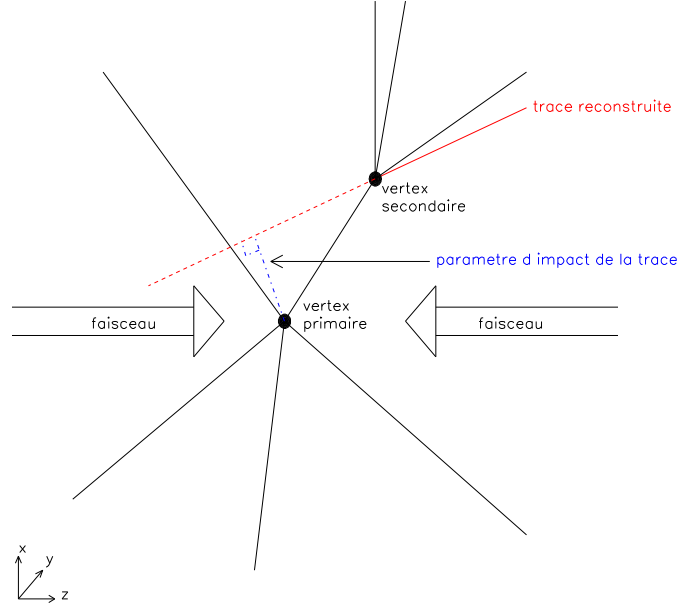 trace reconstruite
vertex
secondaire
parametre d impact de la trace
vertex
primaire
faisceau
faisceau
x
y
z